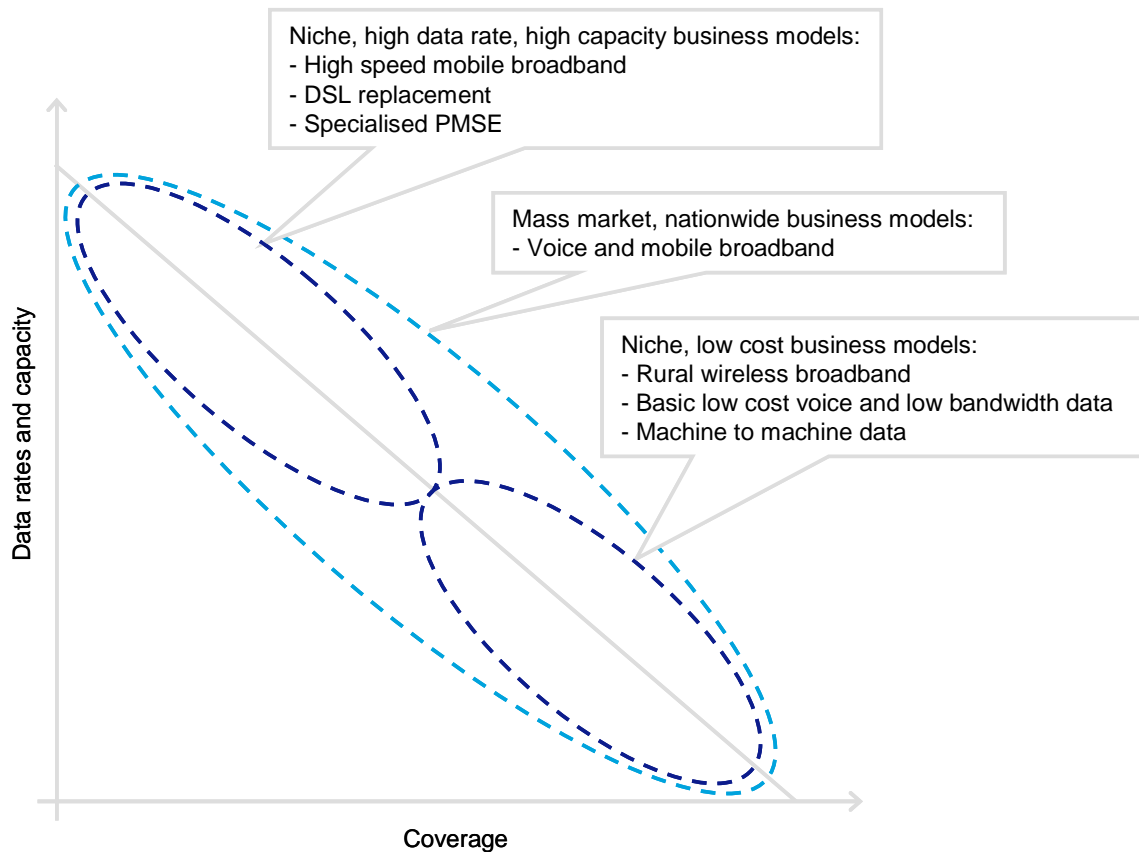 Niche, high data rate, high capacity business models:
- High speed mobile broadband
- DSL replacement
- Specialised PMSE
Mass market, nationwide business models:
- Voice and mobile broadband
Niche, low cost business models:
- Rural wireless broadband
- Basic low cost voice and low bandwidth data
- Machine to machine data
Data rates and capacity
Coverage